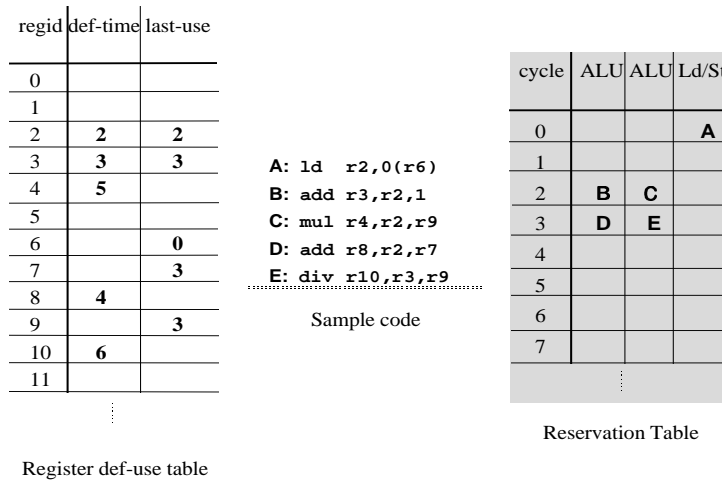 regid def-time last-use
0
1
2 2 2
3 3 3
4 5
5
6 0
7 3
8 4
9 3
10 6
11
Register def-use table
A: ld r2,0(r6)
B: add r3,r2,1
C: mul r4,r2,r9
D: add r8,r2,r7
E: div r10,r3,r9
Sample code
cycle ALU ALU Ld/St
0 A
1
2 B C
3 D E
4
5
6
7
Reservation Table